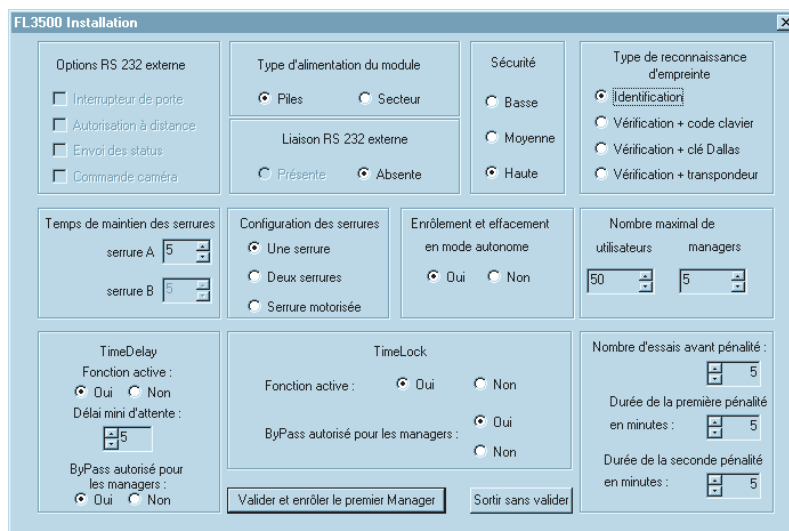 FL3500 Installation
Options RS 232 externe
Interrupteur de porte
Autorisation à distance
Envoi des status
Commande caméra
Type d'alimentation du module
Piles
Secteur
Liaison RS 232 externe
Présente
Absente
Sécurité
Basse
Moyenne
Haute
Type de reconnaissance
d'empreinte
Identification
Vérification + code clavier
Vérification + clé Dallas
Vérification + transpondeur
Temps de maintien des serrures
serrure A 5
serrure B 5
Configuration des serrures
Une serrure
Deux serrures
Serrure motorisée
Enrôlement et effacement
en mode autonome
Oui Non
Nombre maximal de
utilisateurs managers
50 5
TimeDelay
Fonction active :
Oui Non
Délai mini d'attente :
5
ByPass autorisé pour
les managers :
Oui Non
TimeLock
Fonction active : Oui Non
ByPass autorisé pour les managers : Oui
Non
Nombre d'essais avant pénalité :
5
Durée de la première pénalité
en minutes : 5
Durée de la seconde pénalité
en minutes : 5
Valider et enrôler le premier Manager
Sortir sans valider